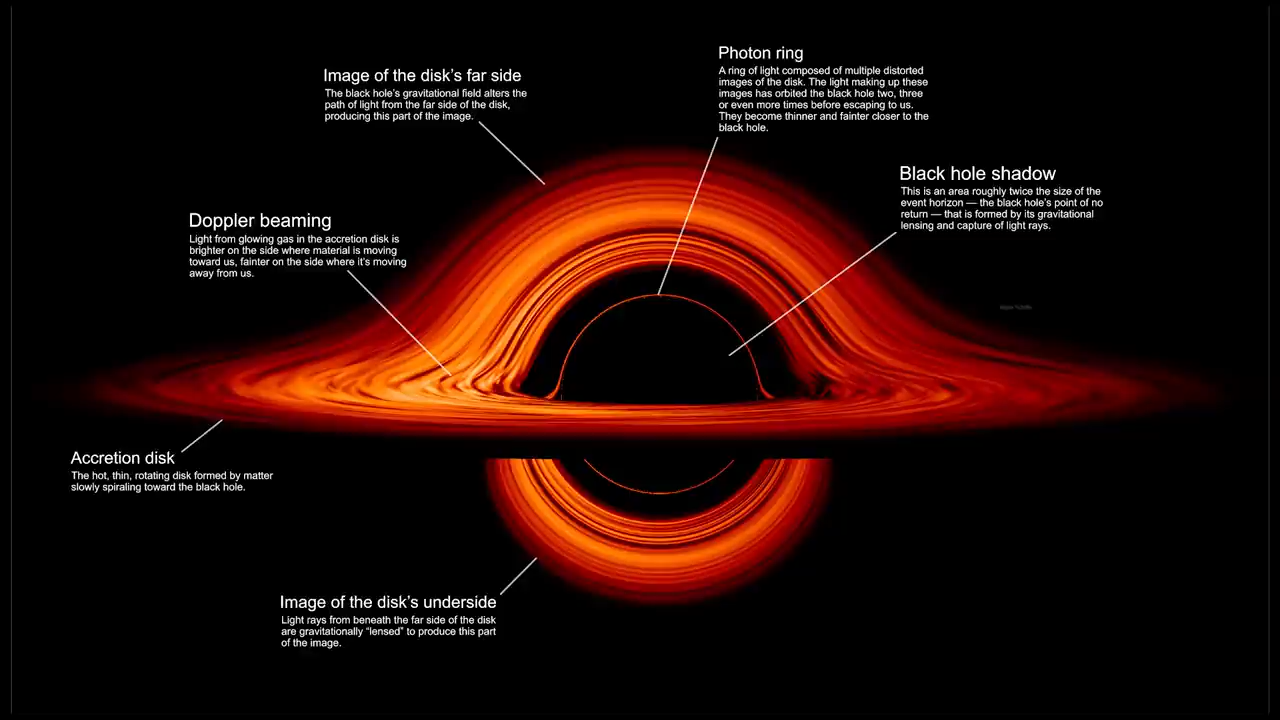 Image of the disk's far side
The black hole's gravitational field alters the
path of light from the far side of the disk,
producing this part of the image.
Photon ring
A ring of light composed of multiple distorted
images of the disk. The light making up these
images has orbited the black hole two, three
or even more times before escaping to us.
They become thinner and fainter closer to the
black hole.
Black hole shadow
This is an area roughly twice the size of the
event horizon — the black hole's point of no
return — that is formed by its gravitational
lensing and capture of light rays.
Doppler beaming
Light from glowing gas in the accretion disk is
brighter on the side where material is moving
toward us, fainter on the side where it's moving
away from us.
Accretion disk
The hot, thin, rotating disk formed by matter
slowly spiraling toward the black hole.
Image of the disk's underside
Light rays from beneath the far side of the disk
are gravitationally “lensed” to produce this part
of the image.